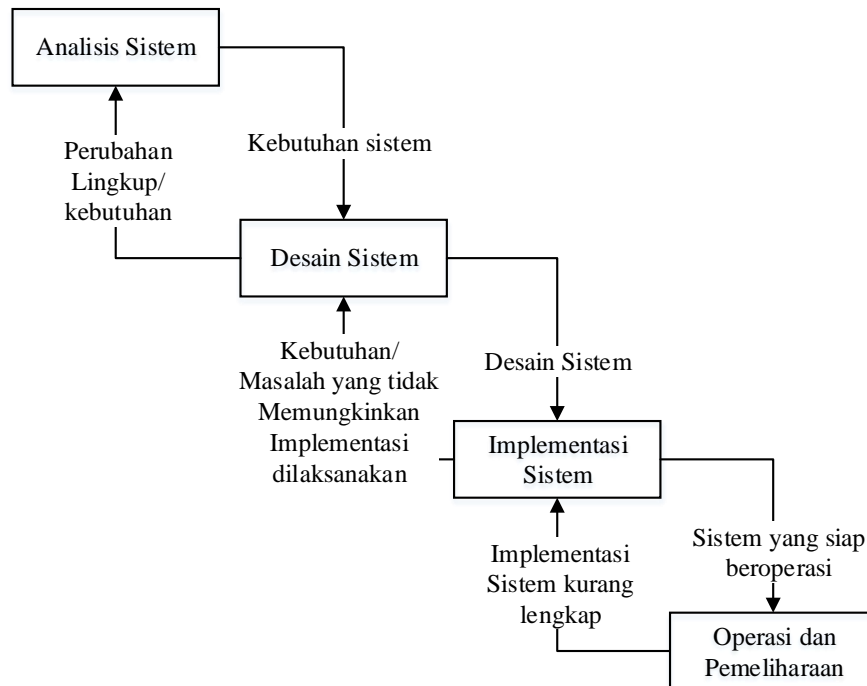 Analisis Sistem
Perubahan
Lingkup/
kebutuhan
Kebutuhan sistem
Desain Sistem
Kebutuhan/
Masalah yang tidak
Memungkinkan
Implementasi
dilaksanakan
Desain Sistem
Implementasi
Sistem
Implementasi
Sistem kurang
lengkap
Sistem yang siap
beroperasi
Operasi dan
Pemeliharaan